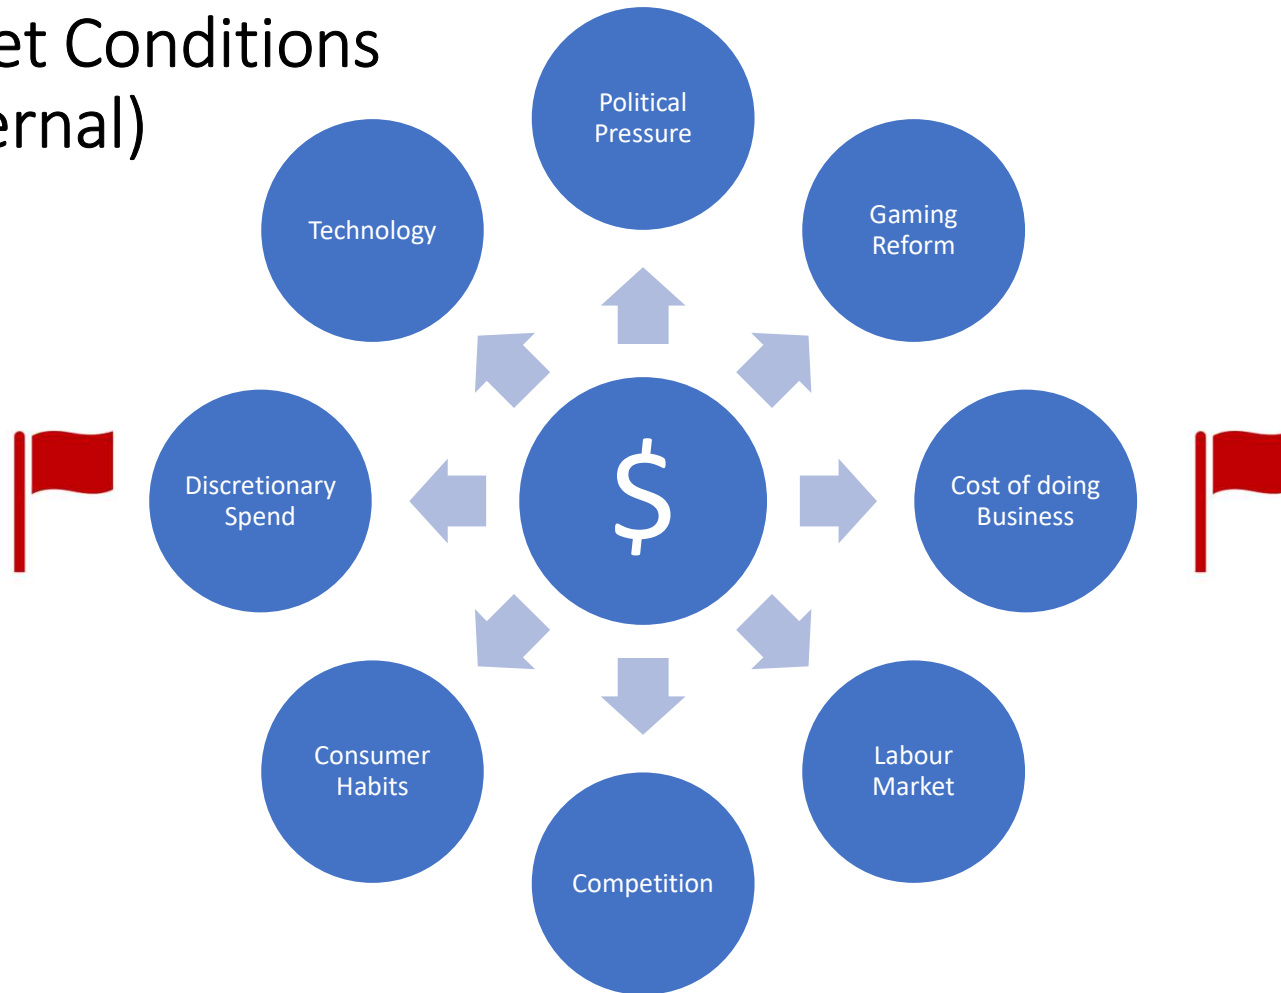 et Conditions
ernal)
Political
Pressure
Technology
Gaming
Reform
Discretionary
Spend
$
Cost of doing
Business
Consumer
Habits
Labour
Market
Competition